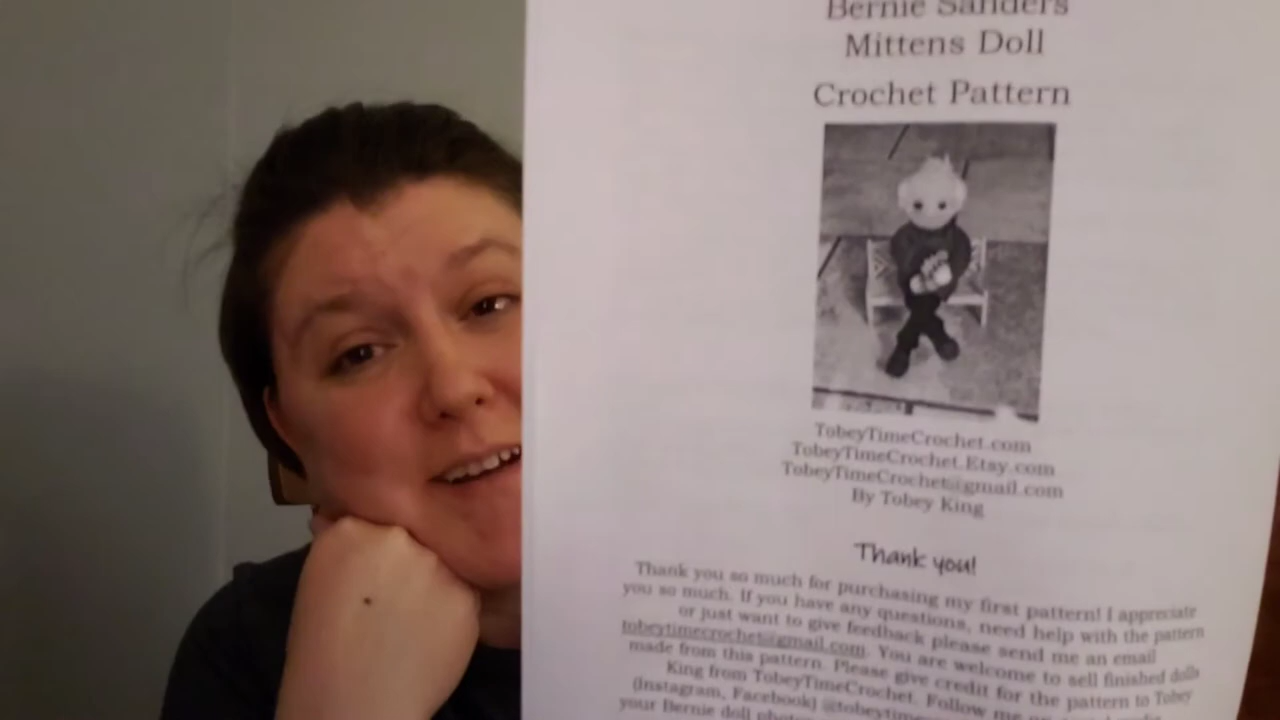 Bernie Sanders
Mittens Doll
Crochet Pattern
TobeyTimeCrochet.com
TobeyTimeCrochet.Etsy.com
TobeyTimeCrochet@gmail.com
By Tobey King
Thank you!
Thank you so much for purchasing my first pattern! I appreciate
you so much. If you have any questions, need help with the pattern
or just want to give feedback please send me an email
tobeytimecrochet@gmail.com. You are welcome to sell finished dolls
made from this pattern. Please give credit for the pattern to Tobey
King from TobeyTimeCrochet. Follow me
(Instagram, Facebook)
your Bernie doll